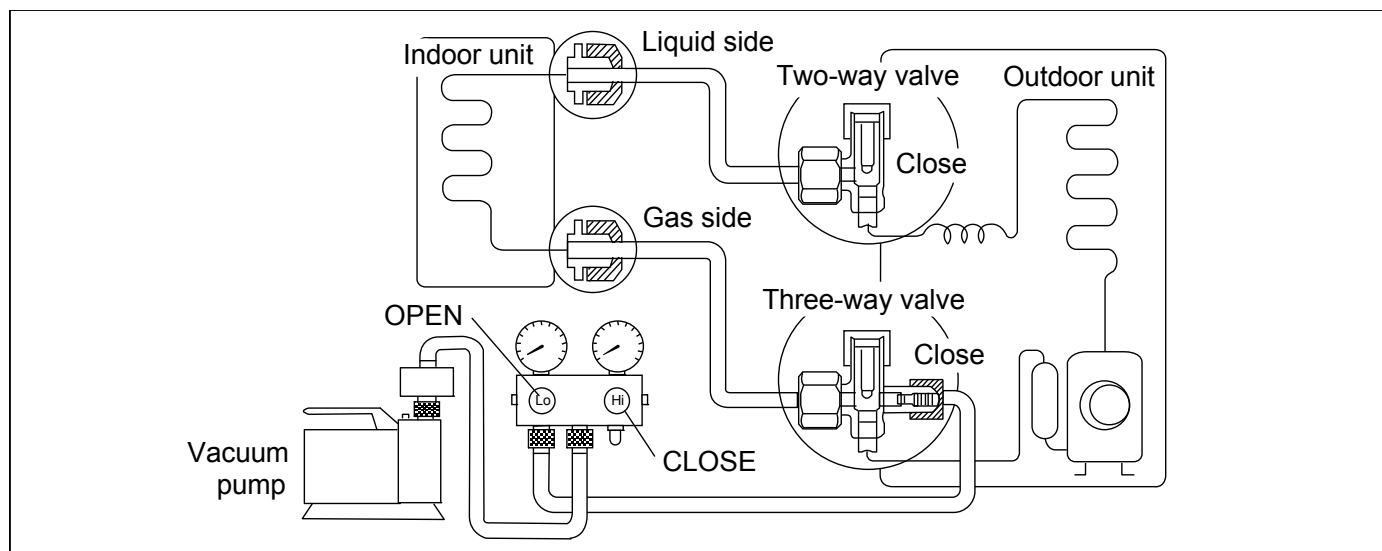 Indoor unit
Liquid side
Two-way valve
Outdoor unit
Close
Gas side
Three-way valve
OPEN
Close
Lo
Hi
CLOSE
Vacuum
pump